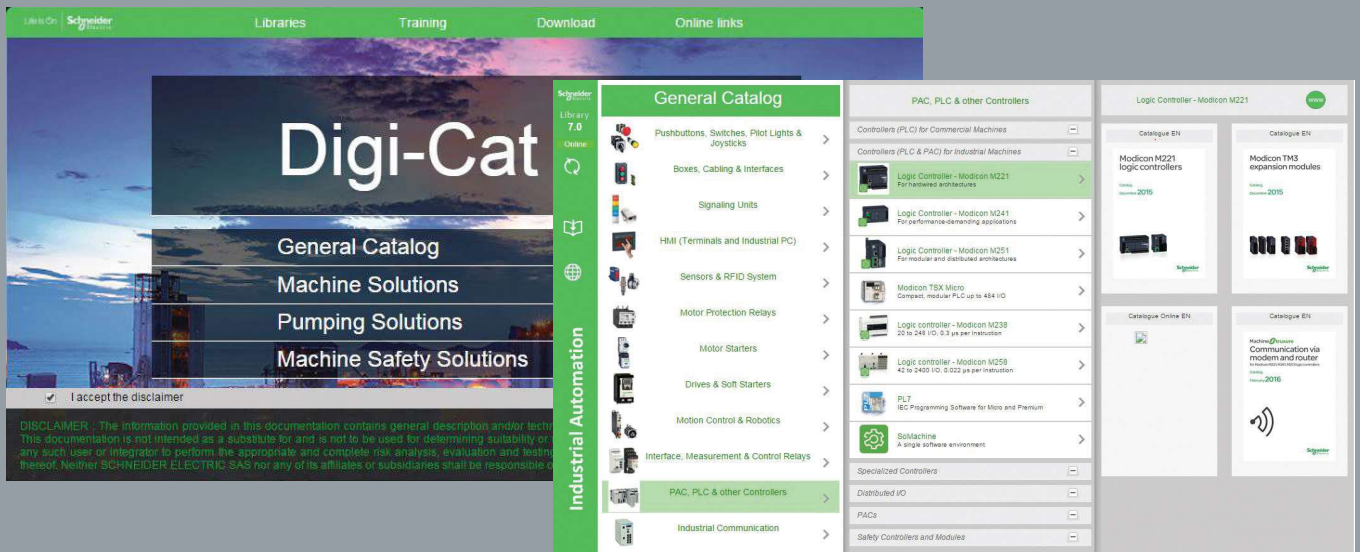 Life Is On
Schneider
Electric
Libraries
Training
Download
Online links
Digi-Cat
General Catalog
Machine Solutions
Pumping Solutions
Machine Safety Solutions
I accept the disclaimer
DISCLAIMER : The information provided in this documentation contains general description and/or techn
This documentation is not intended as a substitute for and is not to be used for determining suitability or
any such user or integrator to perform the appropriate and complete risk analysis, evaluation and testing
thereof. Neither SCHNEIDER ELECTRIC SAS nor any of its affiliates or subsidiaries shall be responsible o
Schneider
Electric
Library
7.0
Online
Industrial Automation
General Catalog
Pushbuttons, Switches, Pilot Lights &
Joysticks
Boxes, Cabling & Interfaces
Signaling Units
HMI (Terminals and Industrial PC)
Sensors & RFID System
Motor Protection Relays
Motor Starters
Drives & Soft Starters
Motion Control & Robotics
Interface, Measurement & Control Relays
PAC, PLC & other Controllers
Industrial Communication
PAC, PLC & other Controllers
Controllers (PLC) for Commercial Machines
Controllers (PLC & PAC) for Industrial Machines
Logic Controller - Modicon M221
For hardwired architectures
Logic Controller - Modicon M241
For performance-demanding applications
Logic Controller - Modicon M251
For modular and distributed architectures
Modicon TSX Micro
Compact, modular PLC up to 484 I/O
Logic controller - Modicon M238
20 to 248 I/O, 0.3 µs per Instruction
Logic controller - Modicon M258
42 to 2400 I/O, 0.022 µs per Instruction
PL7
IEC Programming Software for Micro and Premium
SoMachine
A single software environment
Specialized Controllers
Distributed I/O
PACs
Safety Controllers and Modules
Logic Controller - Modicon M221
www
Catalogue EN
Modicon M221
logic controllers
Catalog
December 2015
Schneider
Catalogue EN
Modicon TM3
expansion modules
Catalog
December 2015
Schneider
Catalogue Online EN
Catalogue EN
MachineStruxure
Communication via
modem and router
Catalog
February 2016
Schneider